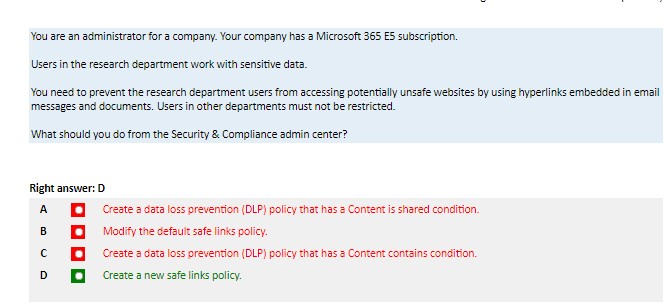 You are an administrator for a company. Your company has a Microsoft 365 E5 subscription.
Users in the research department work with sensitive data.
You need to prevent the research department users from accessing potentially unsafe websites by using hyperlinks embedded in email
messages and documents. Users in other departments must not be restricted.
What should you do from the Security & Compliance admin center?
Right answer: D
A Create a data loss prevention (DLP) policy that has a Content is shared condition.
B Modify the default safe links policy.
C Create a data loss prevention (DLP) policy that has a Content contains condition.
D Create a new safe links policy.